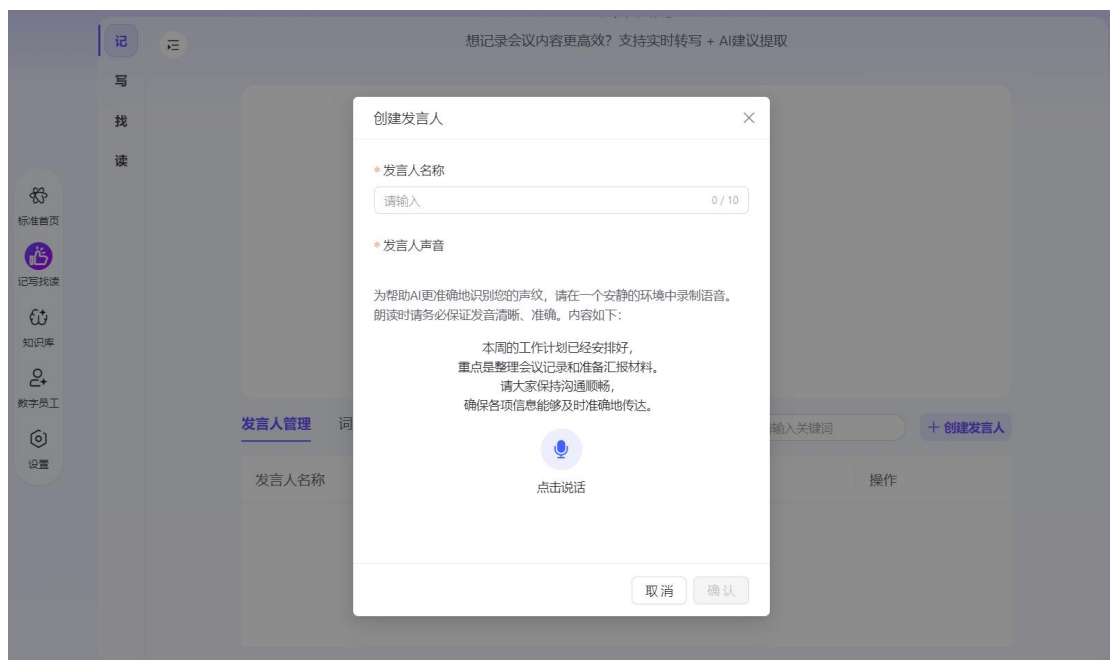 记
写
找
读
想记录会议内容更高效？支持实时转写 + AI建议提取
标准首页
记写找读
知识库
数字员工
设置
创建发言人
* 发言人名称
请输入
0 / 10
* 发言人声音
为帮助AI更准确地识别您的声纹，请在一个安静的环境中录制语音。
朗读时请务必保证发音清晰、准确。内容如下：
本周的工作计划已经安排好，
重点是整理会议记录和准备汇报材料。
请大家保持沟通顺畅，
确保各项信息能够及时准确地传达。
点击说话
取消
确认
发言人管理
词
输入关键词
+ 创建发言人
发言人名称
操作